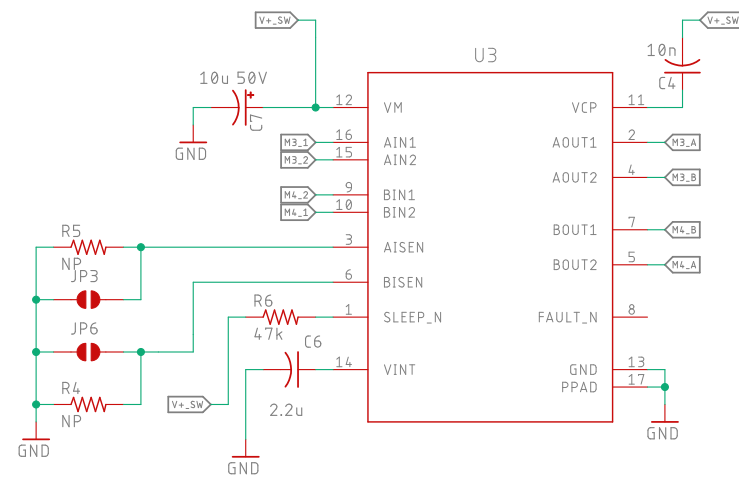 V+_SW
V+_SW
U3
10n
C4
10u 50V
+
C7
GND
12 VM
VCP 11
M3_1 16 AIN1
AOUT1 2 M3_A
M3_2 15 AIN2
AOUT2 4 M3_B
M4_2 9 BIN1
M4_1 10 BIN2
BOUT1 7 M4_B
R5
NP
3 AISEN
BOUT2 5 M4_A
JP3
6 BISEN
R6
47k
1 SLEEP_N
FAULT_N 8
JP6
C6
2.2u
14 VINT
GND 13
PPAD 17
R4
NP
V+_SW
GND
GND
GND